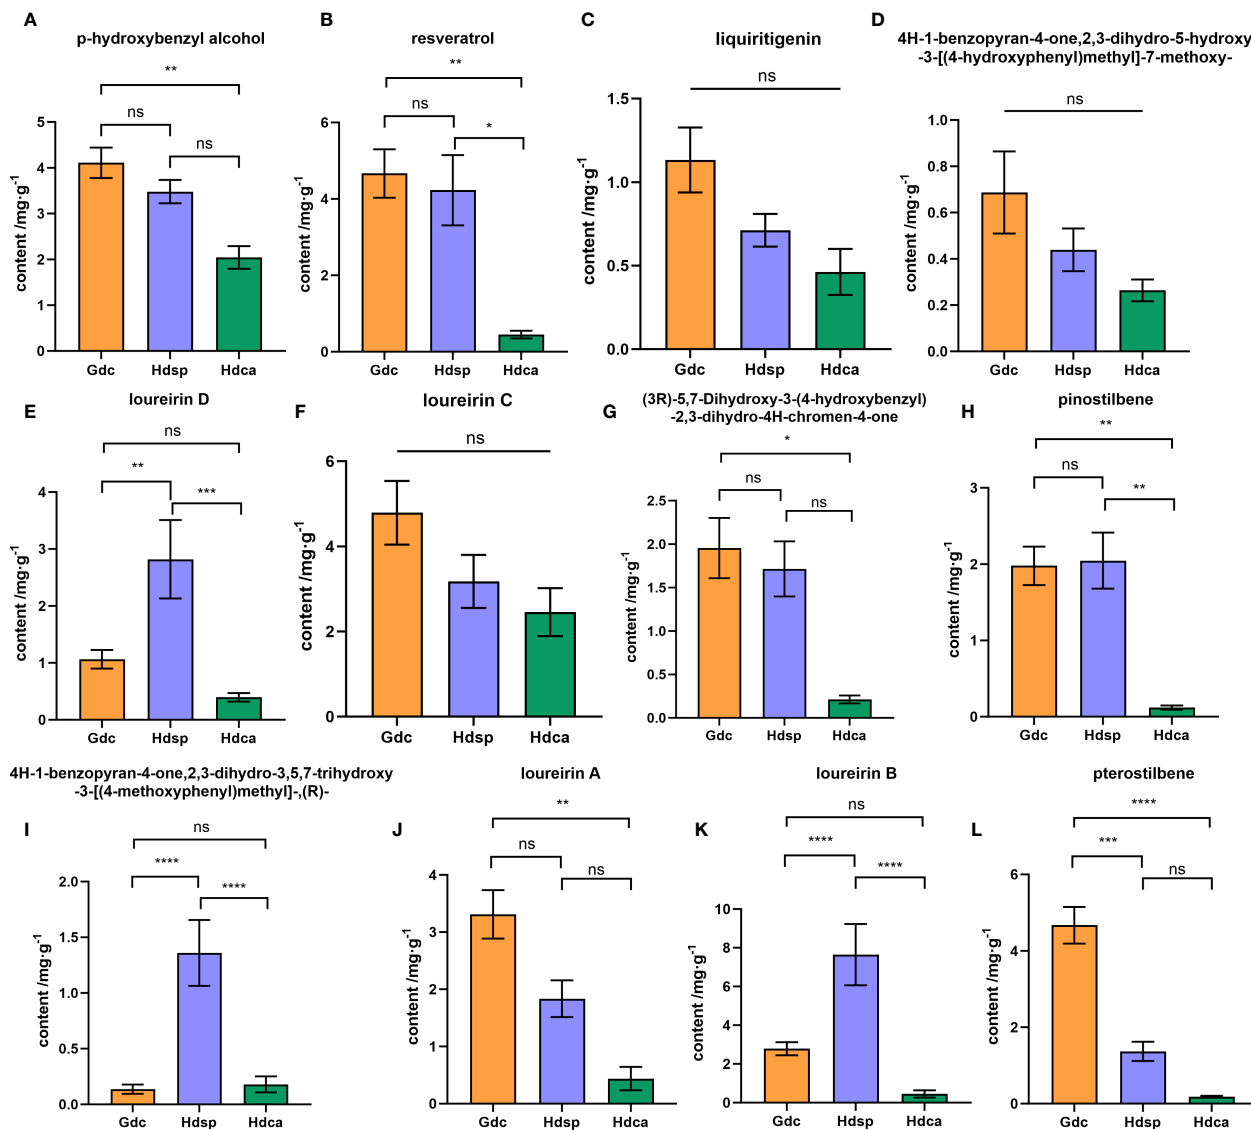 A
p-hydroxybenzyl alcohol
**
ns
ns
content /mg·g-1
5
4
3
2
1
0
Gdc Hdsp Hdca
B
resveratrol
**
ns
*
content /mg·g-1
6
4
2
0
Gdc Hdsp Hdca
C
liquiritigenin
ns
content /mg·g-1
1.5
1.0
0.5
0.0
Gdc Hdsp Hdca
D
4H-1-benzopyran-4-one,2,3-dihydro-5-hydroxy
-3-[(4-hydroxyphenyl)methyl]-7-methoxy-
ns
content /mg·g-1
1.0
0.8
0.6
0.4
0.2
0.0
Gdc Hdsp Hdca
E
loureirin D
ns
**
***
content /mg·g-1
4
3
2
1
0
Gdc Hdsp Hdca
F
loureirin C
ns
content /mg·g-1
6
4
2
0
Gdc Hdsp Hdca
G
(3R)-5,7-Dihydroxy-3-(4-hydroxybenzyl)
-2,3-dihydro-4H-chromen-4-one
*
ns
ns
content /mg·g-1
2.5
2.0
1.5
1.0
0.5
0.0
Gdc Hdsp Hdca
H
pinostilbene
**
ns
**
content /mg·g-1
3
2
1
0
Gdc Hdsp Hdca
I
4H-1-benzopyran-4-one,2,3-dihydro-3,5,7-trihydroxy
-3-[(4-methoxyphenyl)methyl]-,(R)-
ns
****
****
content /mg·g-1
2.0
1.5
1.0
0.5
0.0
Gdc Hdsp Hdca
J
loureirin A
**
ns
ns
content /mg·g-1
4
3
2
1
0
Gdc Hdsp Hdca
K
loureirin B
ns
****
****
content /mg·g-1
10
8
6
4
2
0
Gdc Hdsp Hdca
L
pterostilbene
****
***
ns
content /mg·g-1
6
4
2
0
Gdc Hdsp Hdca